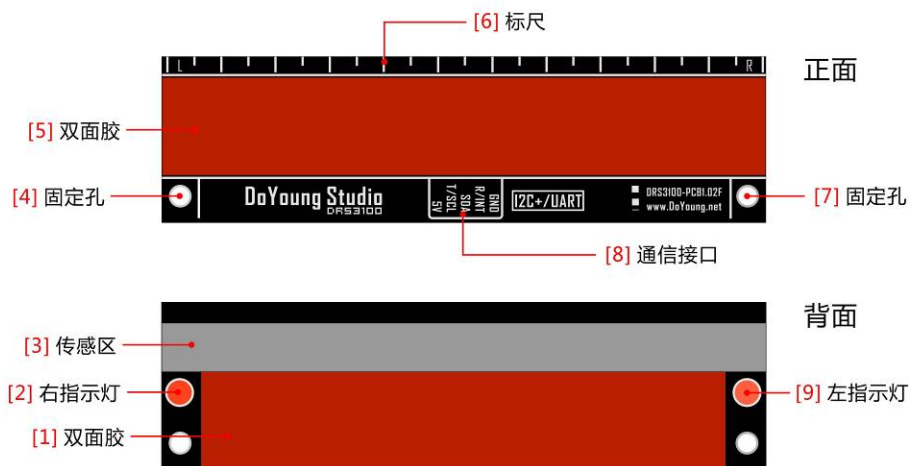 [6] 标尺
正面
L
R
[5] 双面胶
[4] 固定孔
DoYoung Studio
DRS3100
5V
T/SCL
SDA
R/INT
GND
I2C+/UART
DRS3100-PCB1.02F
www.DoYoung.net
[7] 固定孔
[8] 通信接口
背面
[3] 传感区
[2] 右指示灯
[9] 左指示灯
[1] 双面胶